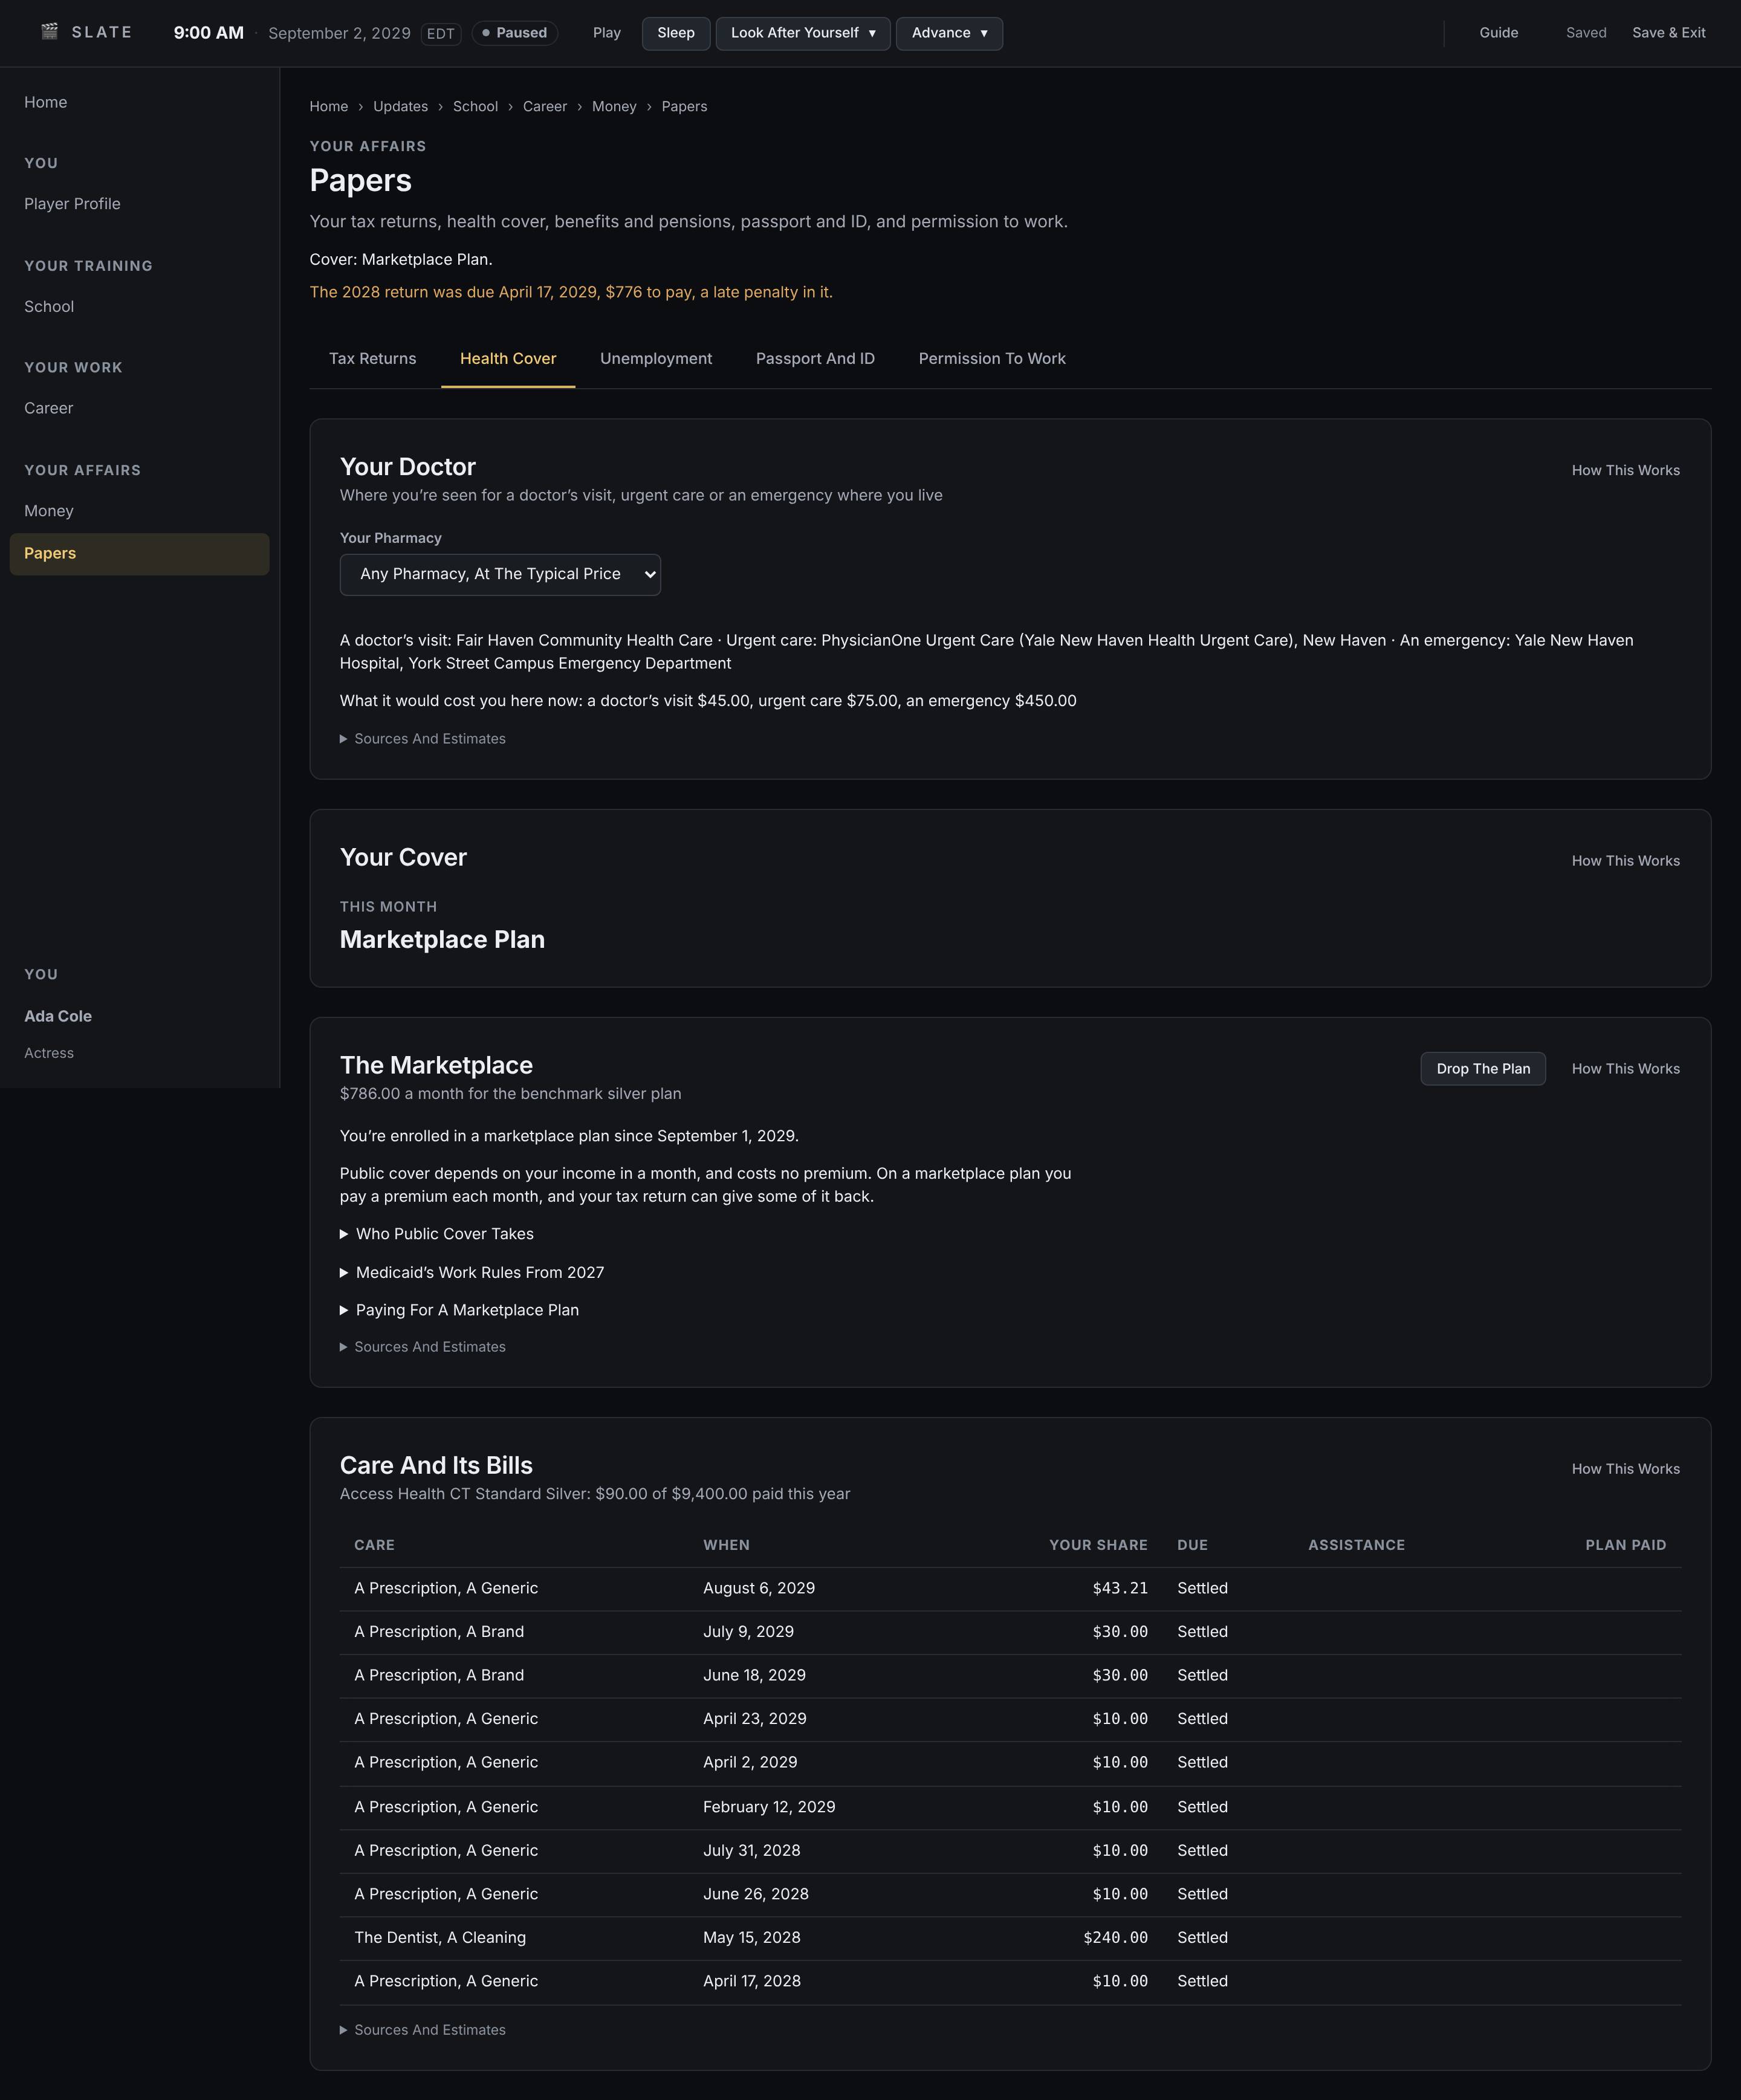 🎬 SLATE 9:00 AM · September 2, 2029 EDT Paused Play Sleep Look After Yourself ▾ Advance ▾ Guide Saved Save & Exit
Home
YOU
Player Profile
YOUR TRAINING
School
YOUR WORK
Career
YOUR AFFAIRS
Money
Papers
YOU
Ada Cole
Actress
Home › Updates › School › Career › Money › Papers
YOUR AFFAIRS
Papers
Your tax returns, health cover, benefits and pensions, passport and ID, and permission to work.
Cover: Marketplace Plan.
The 2028 return was due April 17, 2029, $776 to pay, a late penalty in it.
Tax Returns Health Cover Unemployment Passport And ID Permission To Work
Your Doctor How This Works
Where you’re seen for a doctor’s visit, urgent care or an emergency where you live
Your Pharmacy
Any Pharmacy, At The Typical Price
A doctor’s visit: Fair Haven Community Health Care · Urgent care: PhysicianOne Urgent Care (Yale New Haven Health Urgent Care), New Haven · An emergency: Yale New Haven
Hospital, York Street Campus Emergency Department
What it would cost you here now: a doctor’s visit $45.00, urgent care $75.00, an emergency $450.00
▶ Sources And Estimates
Your Cover How This Works
THIS MONTH
Marketplace Plan
The Marketplace Drop The Plan How This Works
$786.00 a month for the benchmark silver plan
You’re enrolled in a marketplace plan since September 1, 2029.
Public cover depends on your income in a month, and costs no premium. On a marketplace plan you
pay a premium each month, and your tax return can give some of it back.
▶ Who Public Cover Takes
▶ Medicaid’s Work Rules From 2027
▶ Paying For A Marketplace Plan
▶ Sources And Estimates
Care And Its Bills How This Works
Access Health CT Standard Silver: $90.00 of $9,400.00 paid this year
CARE WHEN YOUR SHARE DUE ASSISTANCE PLAN PAID
A Prescription, A Generic August 6, 2029 $43.21 Settled
A Prescription, A Brand July 9, 2029 $30.00 Settled
A Prescription, A Brand June 18, 2029 $30.00 Settled
A Prescription, A Generic April 23, 2029 $10.00 Settled
A Prescription, A Generic April 2, 2029 $10.00 Settled
A Prescription, A Generic February 12, 2029 $10.00 Settled
A Prescription, A Generic July 31, 2028 $10.00 Settled
A Prescription, A Generic June 26, 2028 $10.00 Settled
The Dentist, A Cleaning May 15, 2028 $240.00 Settled
A Prescription, A Generic April 17, 2028 $10.00 Settled
▶ Sources And Estimates